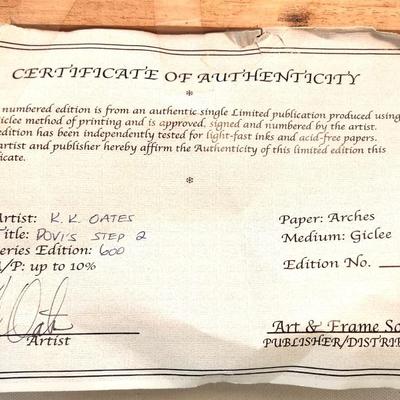 CERTIFICATE OF AUTHENTICITY
*
numbered edition is from an authentic single Limited publication produced using
iclee method of printing and is approved, signed and numbered by the artist.
edition has been independently tested for light-fast inks and acid-free papers.
artist and publisher hereby affirm the Authenticity of this limited edition this
icate.
*
Artist: K.K. OATES
Title: DOVI'S STEP 2
eries Edition: 600
A/P: up to 10%
Paper: Arches
Medium: Giclee
Edition No.
Oates
Artist
Art & Frame So
PUBLISHER/DISTRIB